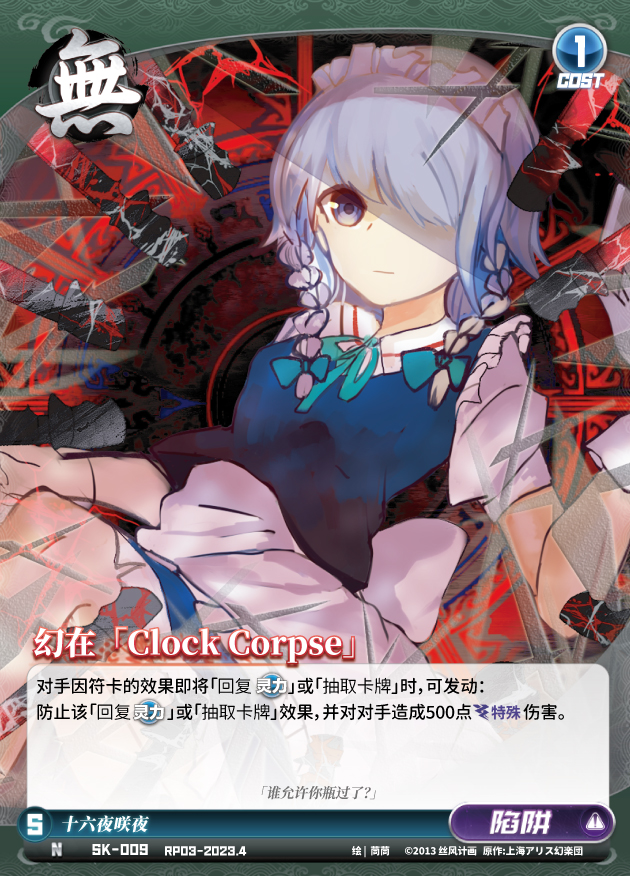 無
1
COST
幻在「Clock Corpse」
对手因符卡的效果即将「回复灵力」或「抽取卡牌」时，可发动：
防止该「回复灵力」或「抽取卡牌」效果，并对对手造成500点特殊伤害。
「谁允许你瓶过了?」
S 十六夜咲夜
陷阱
N SK-009 RP03-2023.4 绘|茼茼 ©2013 丝风计画 原作:上海アリス幻楽団